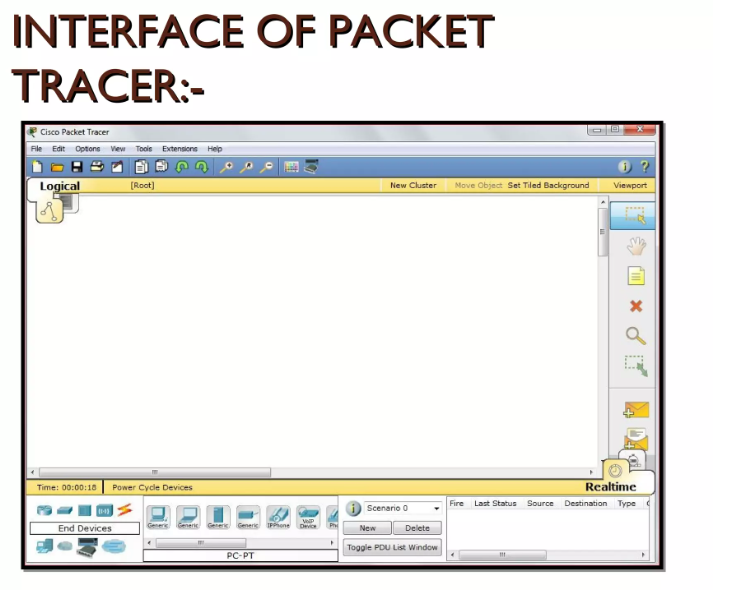 INTERFACE OF PACKET
TRACER:-
Cisco Packet Tracer
File Edit Options View Tools Extensions Help
Logical [Root] New Cluster Move Object Set Tiled Background Viewport
Time: 00:00:18 Power Cycle Devices Realtime
Fire Last Status Source Destination Type
Scenario 0
Generic Generic Generic Generic IPPhone VoIP Device
End Devices
New Delete
Toggle PDU List Window
PC-PT